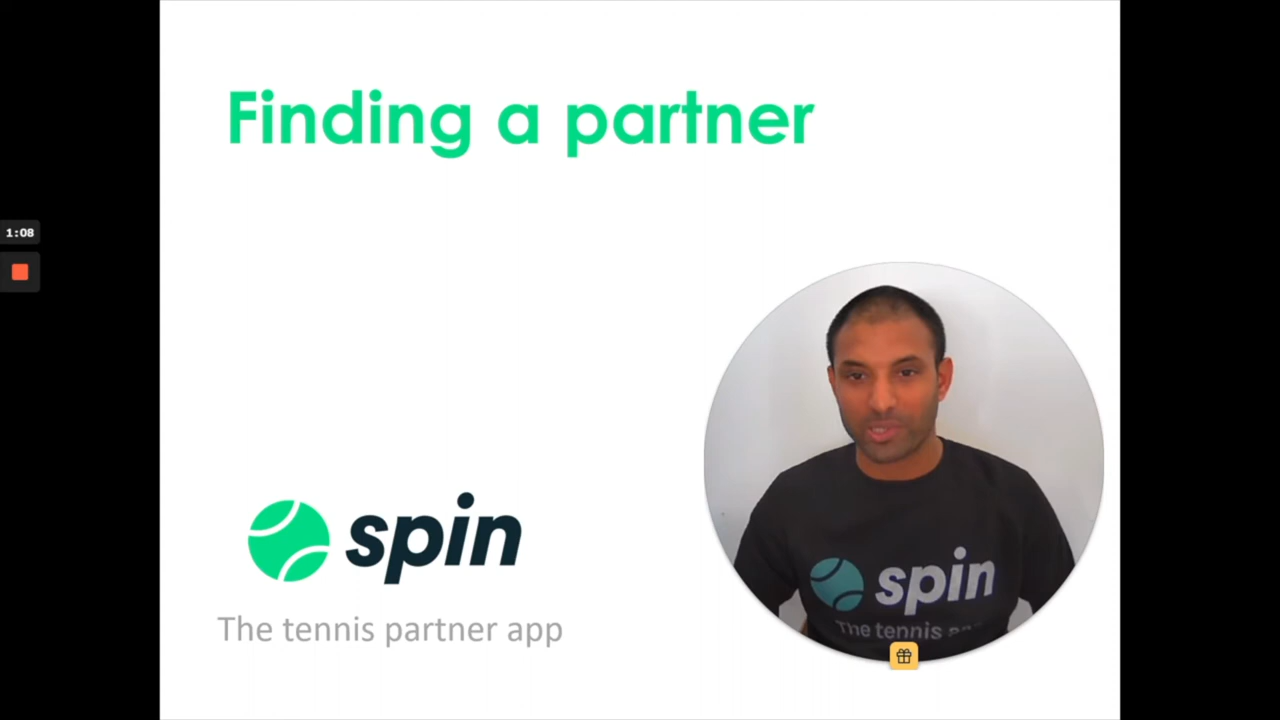 Finding a partner
1:08
spin
The tennis partner app
spin
The tennis